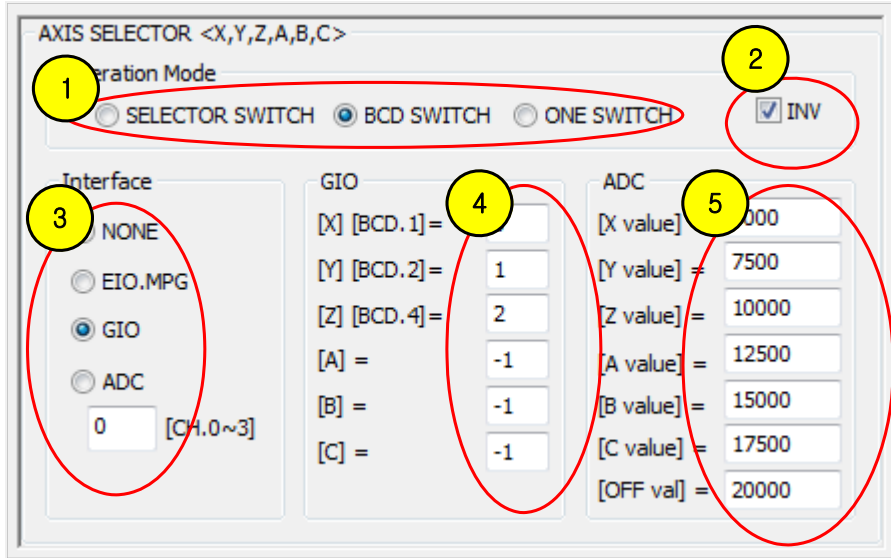 AXIS SELECTOR <X,Y,Z,A,B,C>
eration Mode
1
2
SELECTOR SWITCH
BCD SWITCH
ONE SWITCH
INV
Interface
3
NONE
EIO.MPG
GIO
ADC
0 [CH.0~3]
GIO
4
[X] [BCD.1]=
[Y] [BCD.2]= 1
[Z] [BCD.4]= 2
[A] = -1
[B] = -1
[C] = -1
ADC
5
[X value] 000
[Y value] = 7500
[Z value] = 10000
[A value] = 12500
[B value] = 15000
[C value] = 17500
[OFF val] = 20000